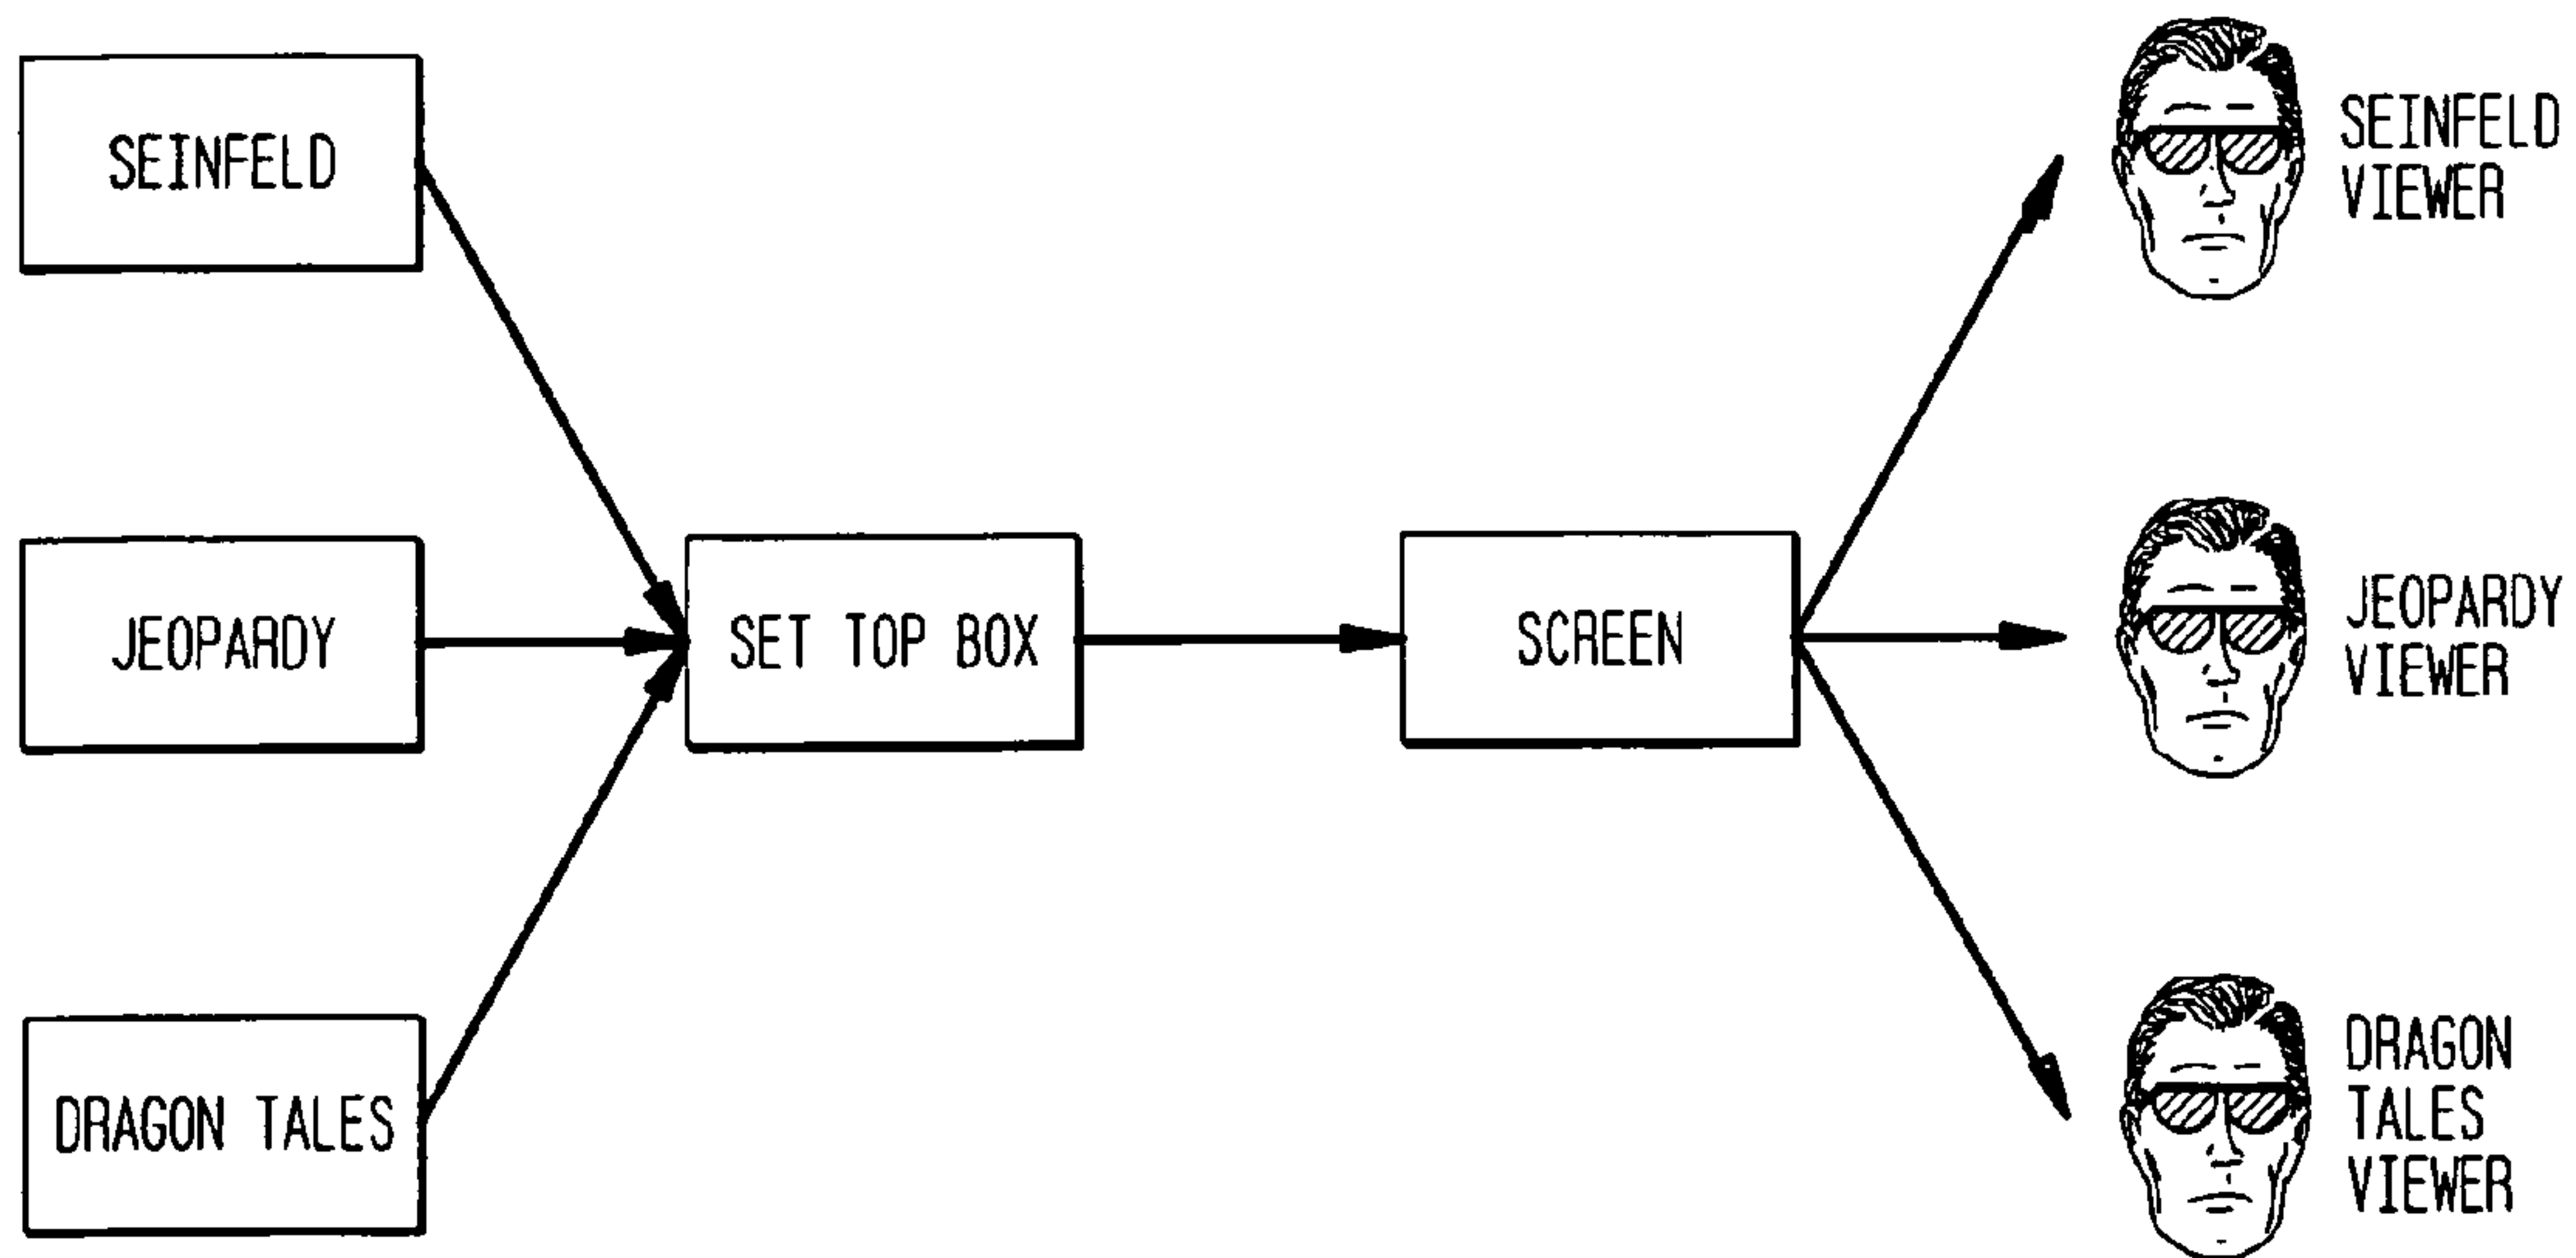 SEINFELD
SEINFELD
VIEWER
JEOPARDY
SET TOP BOX
SCREEN
JEOPARDY
VIEWER
DRAGON TALES
DRAGON
TALES
VIEWER